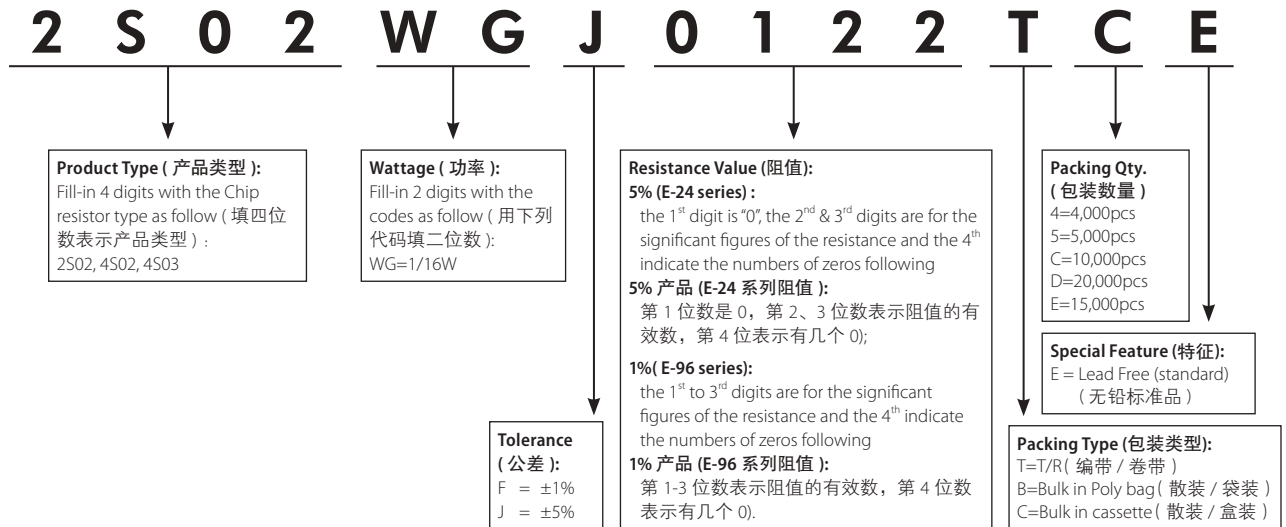 2 S 0 2 W G J 0 1 2 2 T C E
Product Type ( 产品类型 ):
Fill-in 4 digits with the Chip
resistor type as follow ( 填四位
数表示产品类型 ) :
2S02, 4S02, 4S03
Wattage ( 功率 ):
Fill-in 2 digits with the
codes as follow ( 用下列
代码填二位数 ):
WG=1/16W
Tolerance
( 公差 ):
F = ±1%
J = ±5%
Resistance Value (阻值):
5% (E-24 series) :
the 1st digit is "0", the 2nd & 3rd digits are for the
significant figures of the resistance and the 4th
indicate the numbers of zeros following
5% 产品 (E-24 系列阻值 ):
第 1 位数是 0，第 2、3 位数表示阻值的有
效数，第 4 位表示有几个 0);
1%( E-96 series):
the 1st to 3rd digits are for the significant
figures of the resistance and the 4th indicate
the numbers of zeros following
1% 产品 (E-96 系列阻值 ):
第 1-3 位数表示阻值的有效数，第 4 位数
表示有几个 0).
Packing Qty.
( 包装数量 )
4=4,000pcs
5=5,000pcs
C=10,000pcs
D=20,000pcs
E=15,000pcs
Special Feature (特征):
E = Lead Free (standard)
( 无铅标准品 )
Packing Type (包装类型):
T=T/R( 编带 / 卷带 )
B=Bulk in Poly bag( 散装 / 袋装 )
C=Bulk in cassette( 散装 / 盒装 )